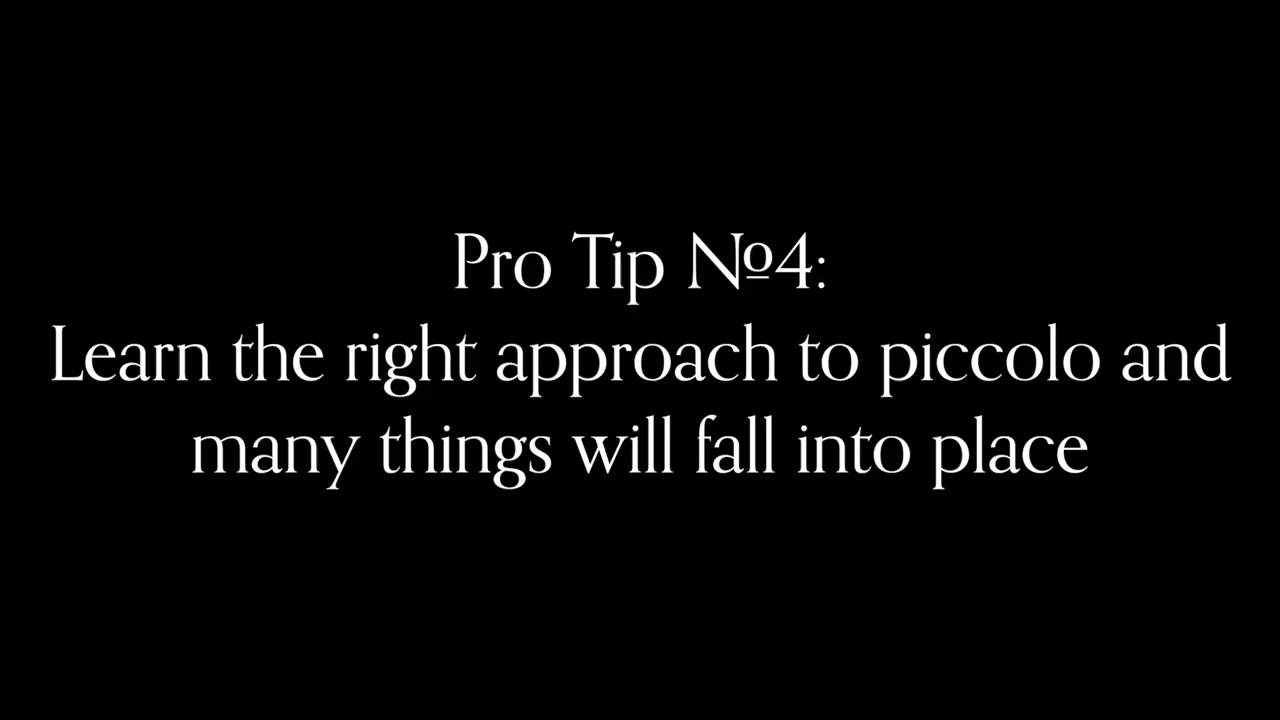 Pro Tip №4:
Learn the right approach to piccolo and
many things will fall into place